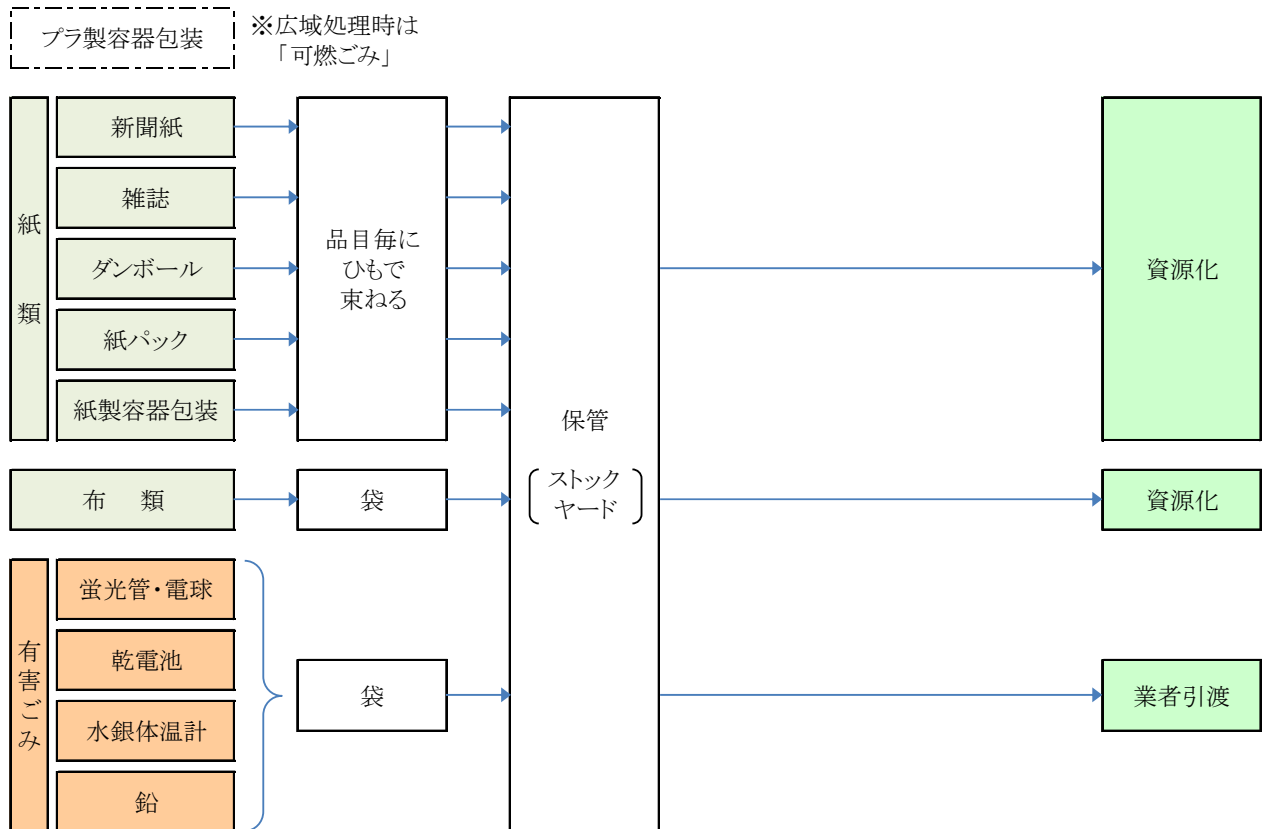 プラ製容器包装
※広域処理時は
「可燃ごみ」
紙類
新聞紙
雑誌
ダンボール
紙パック
紙製容器包装
品目毎に
ひもで
束ねる
保管
ストック
ヤード
資源化
布類
袋
資源化
有害ごみ
蛍光管・電球
乾電池
水銀体温計
鉛
袋
業者引渡